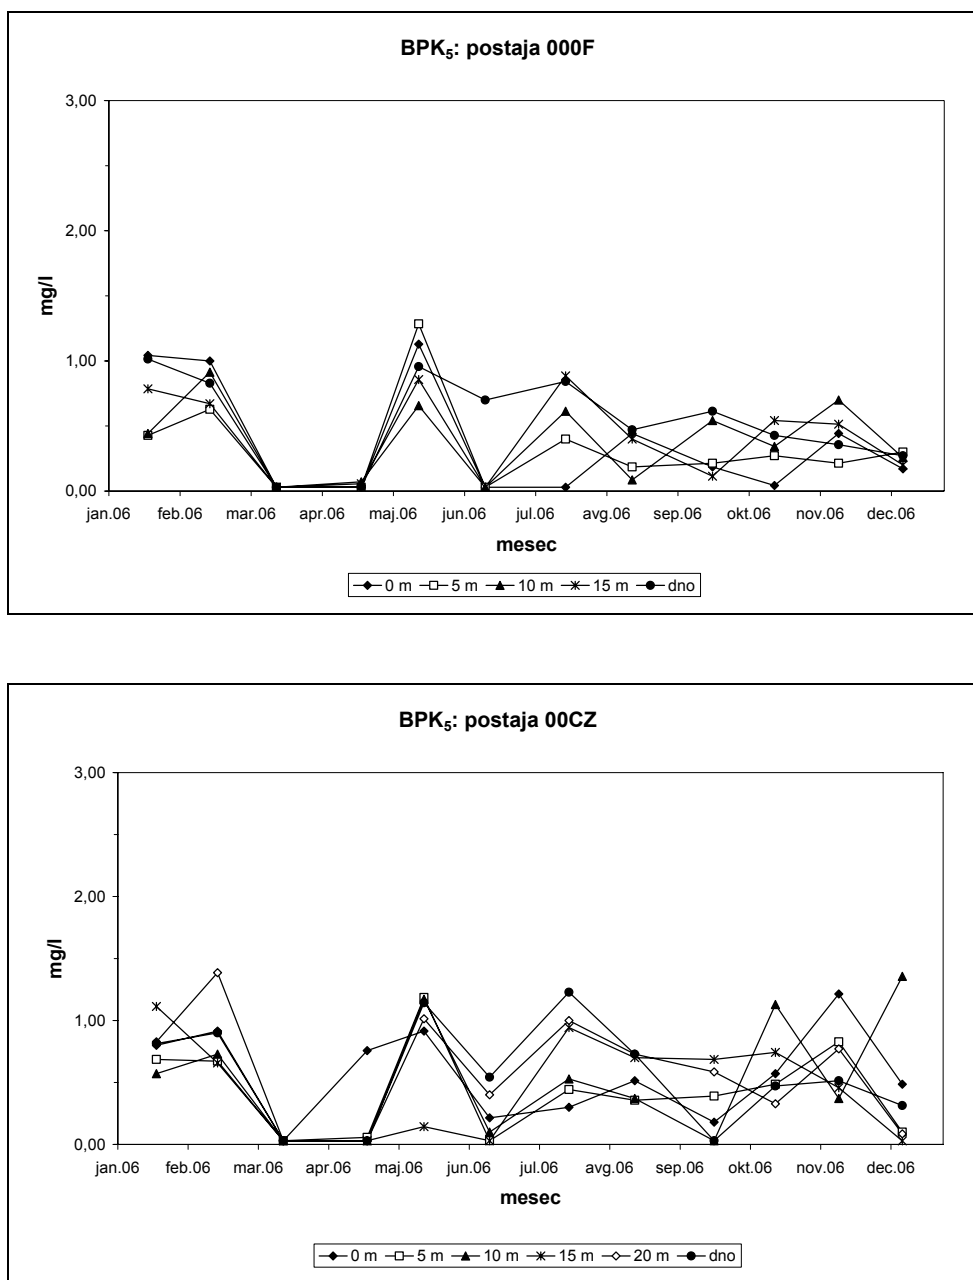 BPK₅: postaja 000F
3,00
2,00
1,00
0,00
mg/l
jan.06 feb.06 mar.06 apr.06 maj.06 jun.06 jul.06 avg.06 sep.06 okt.06 nov.06 dec.06
mesec
0 m 5 m 10 m 15 m dno
BPK₅: postaja 00CZ
3,00
2,00
1,00
0,00
mg/l
jan.06 feb.06 mar.06 apr.06 maj.06 jun.06 jul.06 avg.06 sep.06 okt.06 nov.06 dec.06
mesec
0 m 5 m 10 m 15 m 20 m dno